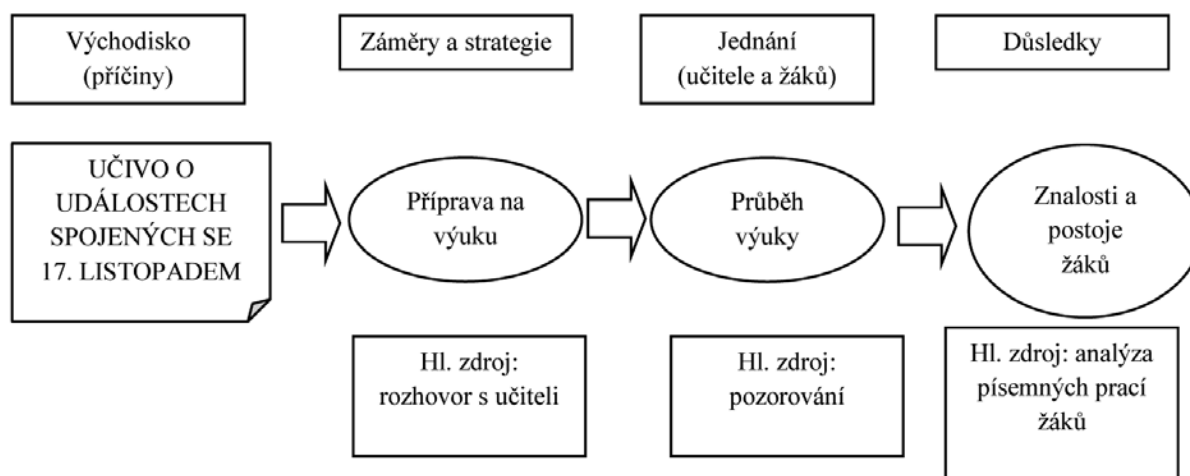 Východisko
(příčiny)
Záměry a strategie
Jednání
(učitele a žáků)
Důsledky
UČIVO O
UDÁLOSTECH
SPOJENÝCH SE
17. LISTOPADEM
Příprava na
výuku
Průběh
výuky
Znalosti a
postoje
žáků
Hl. zdroj:
rozhovor s učiteli
Hl. zdroj:
pozorování
Hl. zdroj: analýza
písemných prací
žáků